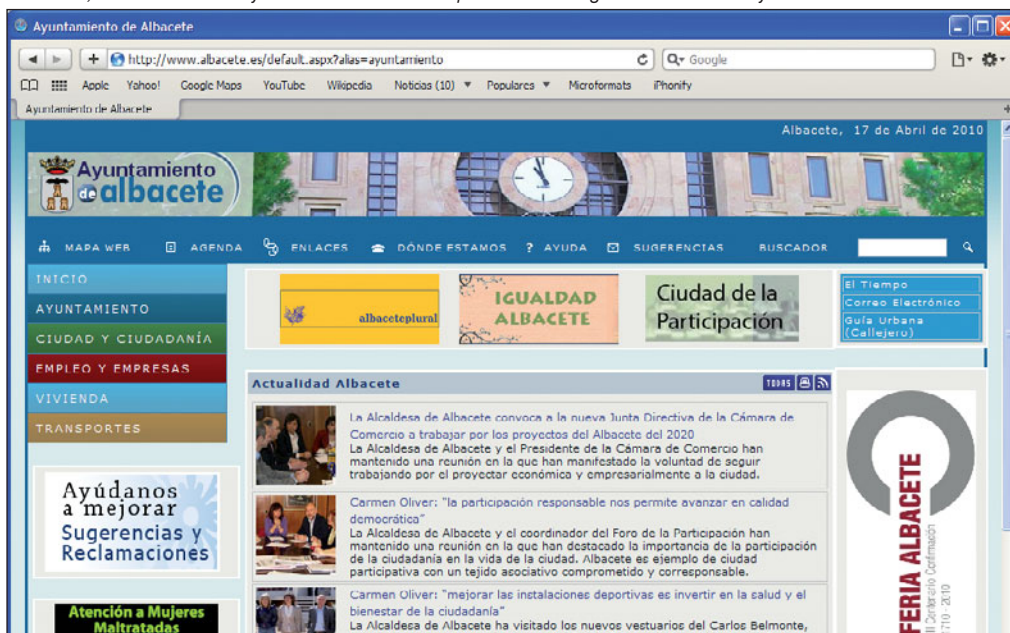 Ayuntamiento de Albacete
http://www.albacete.es/default.aspx?alias=ayuntamiento
Google
Apple Yahoo! Google Maps YouTube Wikipedia Noticias (10) Populares Microformats iPhonify
Ayuntamiento de Albacete
Albacete, 17 de Abril de 2010
Ayuntamiento
de albacete
MAPA WEB AGENDA ENLACES DÓNDE ESTAMOS ? AYUDA SUGERENCIAS BUSCADOR
INICIO
AYUNTAMIENTO
CIUDAD Y CIUDADANÍA
EMPLEO Y EMPRESAS
VIVIENDA
TRANSPORTES
albaceteplural
IGUALDAD
ALBACETE
Ciudad de la
Participación
El Tiempo
Correo Electrónico
Guía Urbana
(Callejero)
Actualidad Albacete
TODAS
La Alcaldesa de Albacete convoca a la nueva Junta Directiva de la Cámara de
Comercio a trabajar por los proyectos del Albacete del 2020
La Alcaldesa de Albacete y el Presidente de la Cámara de Comercio han
mantenido una reunión en la que han manifestado la voluntad de seguir
trabajando por el proyectar económica y empresarialmente a la ciudad.
Carmen Oliver: "la participación responsable nos permite avanzar en calidad
democrática"
La Alcaldesa de Albacete y el coordinador del Foro de la Participación han
mantenido una reunión en la que han destacado la importancia de la participación
de la ciudadanía en la vida de la ciudad. Albacete es ejemplo de ciudad
participativa con un tejido asociativo comprometido y corresponsable.
Carmen Oliver: "mejorar las instalaciones deportivas es invertir en la salud y el
bienestar de la ciudadanía"
La Alcaldesa de Albacete ha visitado los nuevos vestuarios del Carlos Belmonte,
Ayúdanos
a mejorar
Sugerencias y
Reclamaciones
Atención a Mujeres
Maltratadas
FERIA ALBACETE
III Centenario Confirmación
1710 - 2010